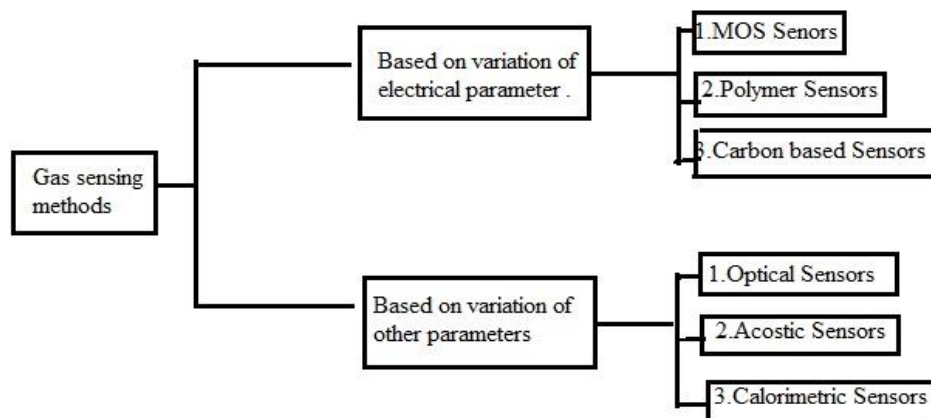 Gas sensing
methods
Based on variation of
electrical parameter .
1.MOS Senors
2.Polymer Sensors
3.Carbon based Sensors
Based on variation of
other parameters
1.Optical Sensors
2.Acostic Sensors
3.Calorimetric Sensors